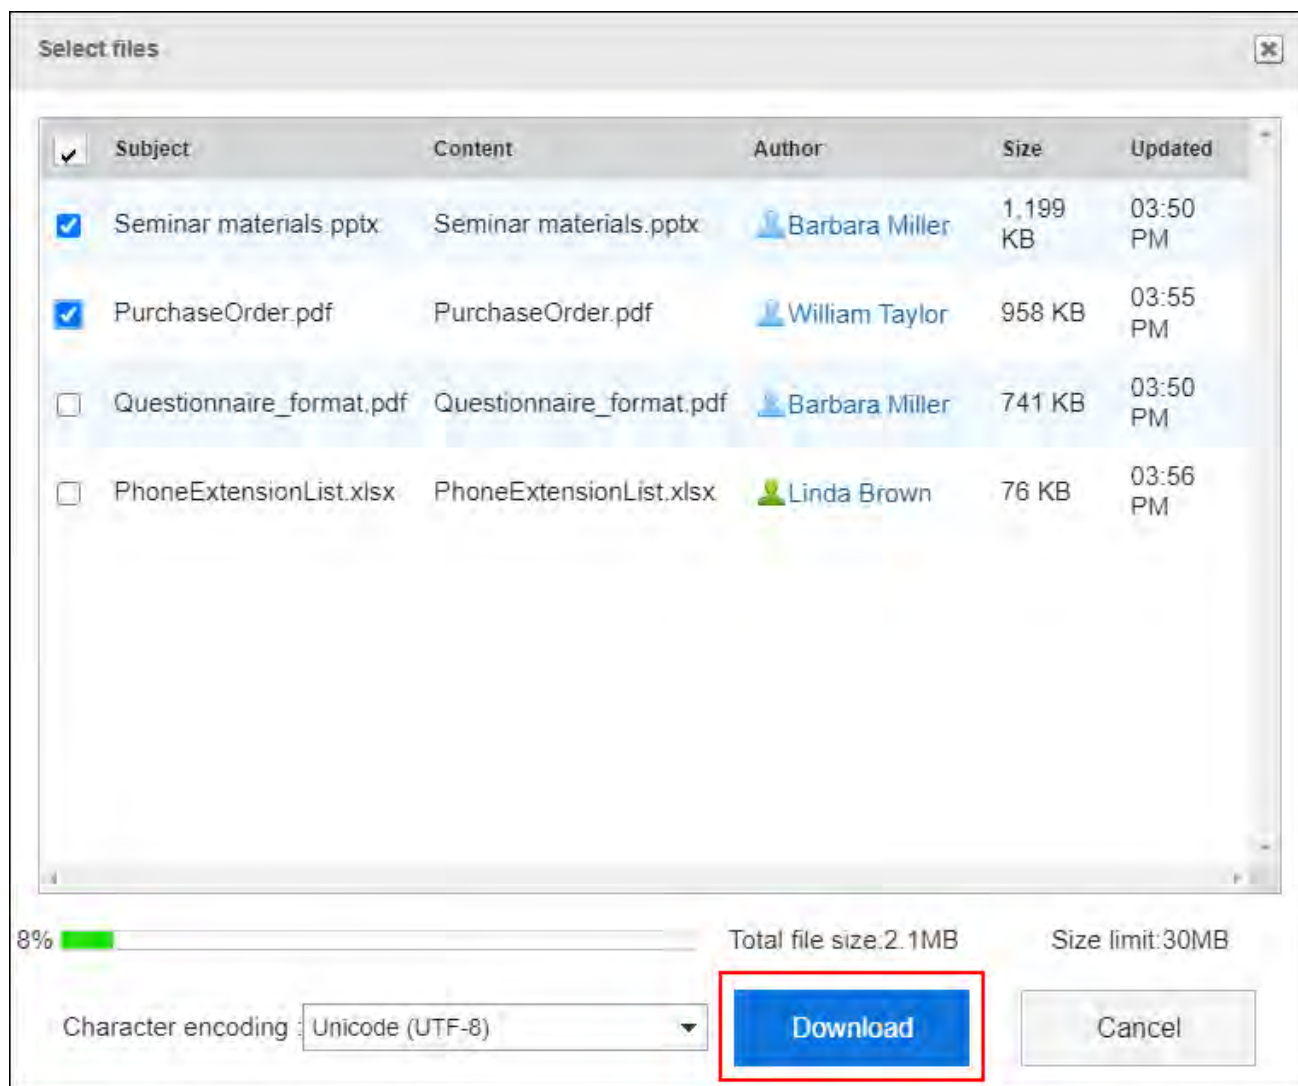 Select files
Subject Content Author Size Updated
Seminar materials.pptx Seminar materials.pptx Barbara Miller 1,199 KB 03:50 PM
PurchaseOrder.pdf PurchaseOrder.pdf William Taylor 958 KB 03:55 PM
Questionnaire_format.pdf Questionnaire_format.pdf Barbara Miller 741 KB 03:50 PM
PhoneExtensionList.xlsx PhoneExtensionList.xlsx Linda Brown 76 KB 03:56 PM
8% Total file size:2.1MB Size limit:30MB
Character encoding : Unicode (UTF-8) Download Cancel